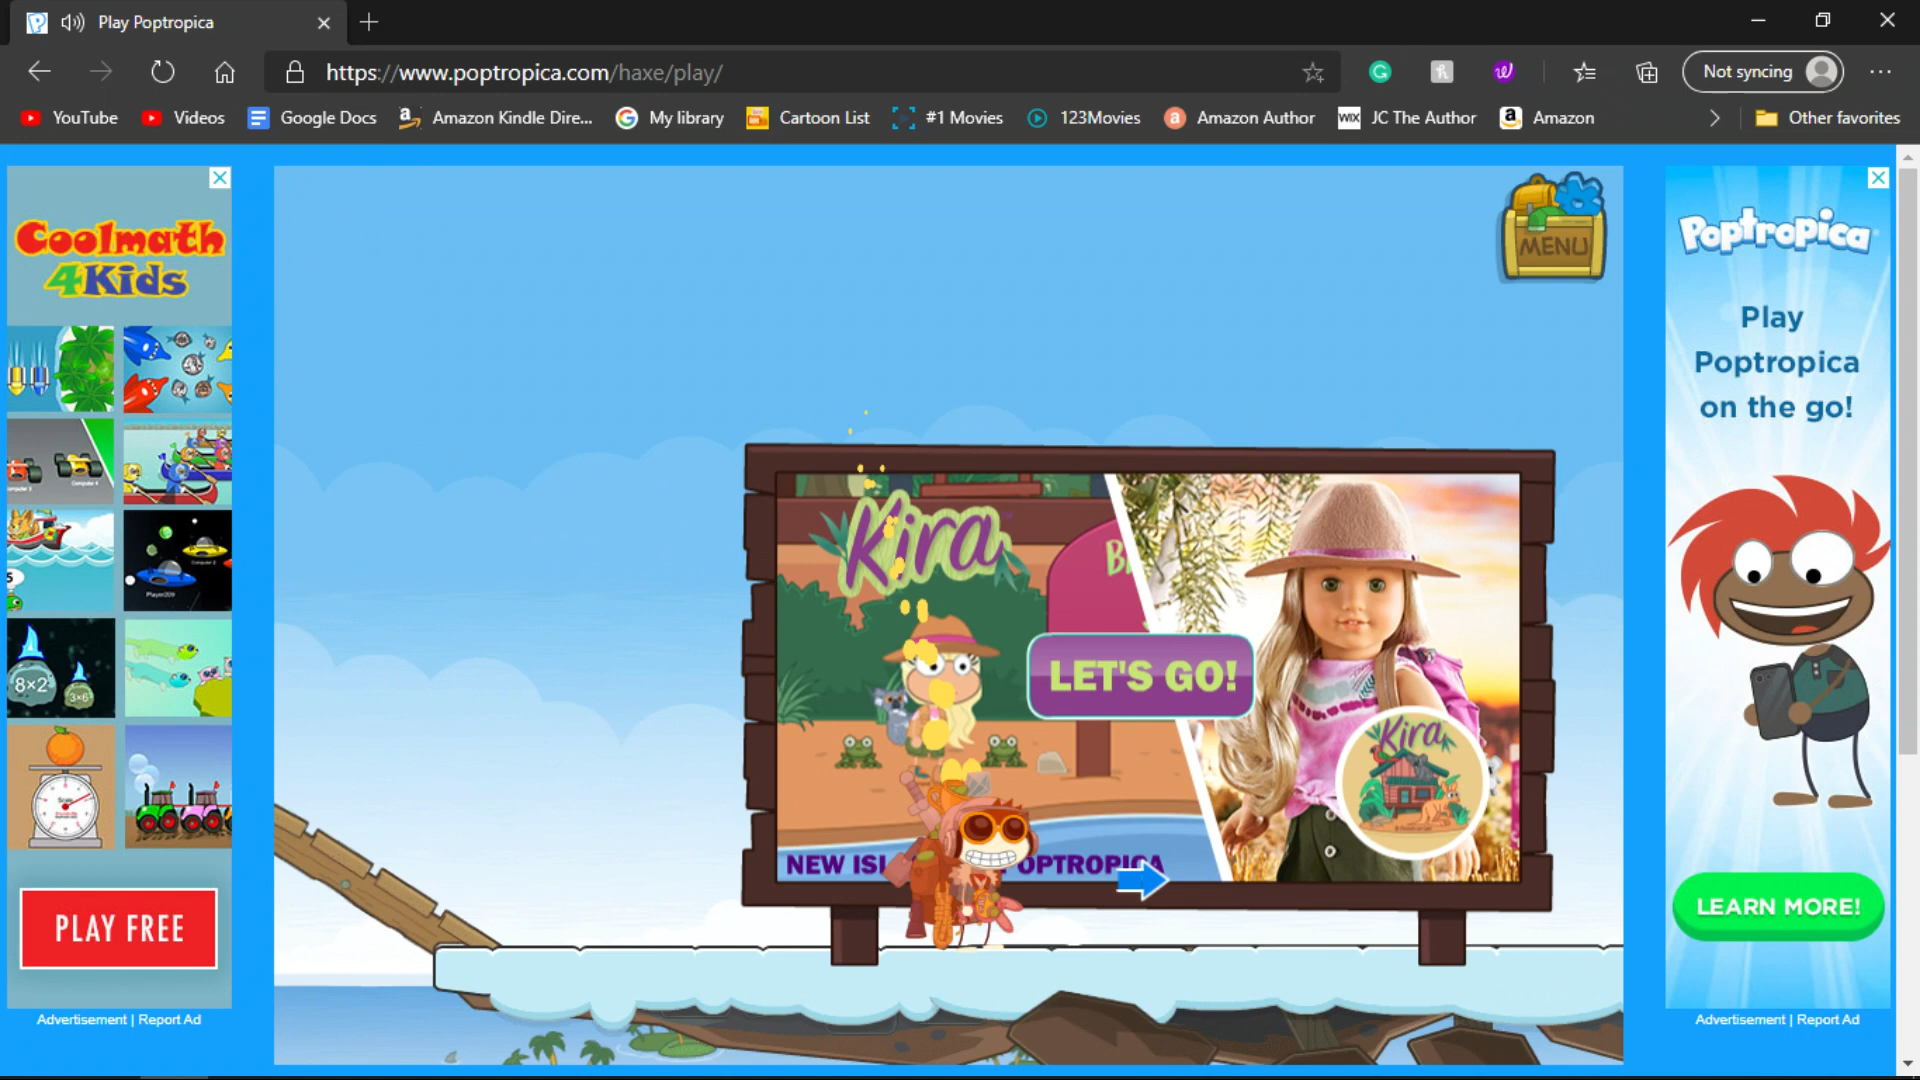 Play Poptropica
https://www.poptropica.com/haxe/play/
Not syncing
YouTube
Videos
Google Docs
Amazon Kindle Dire...
My library
Cartoon List
#1 Movies
123Movies
Amazon Author
WIX
JC The Author
Amazon
Other favorites
Coolmath
4Kids
8×2
3×6
PLAY FREE
Advertisement | Report Ad
MENU
Kira
B
LET'S GO!
Kira
NEW ISL OPTROPICA
Poptropica
Play
Poptropica
on the go!
LEARN MORE!
Advertisement | Report Ad